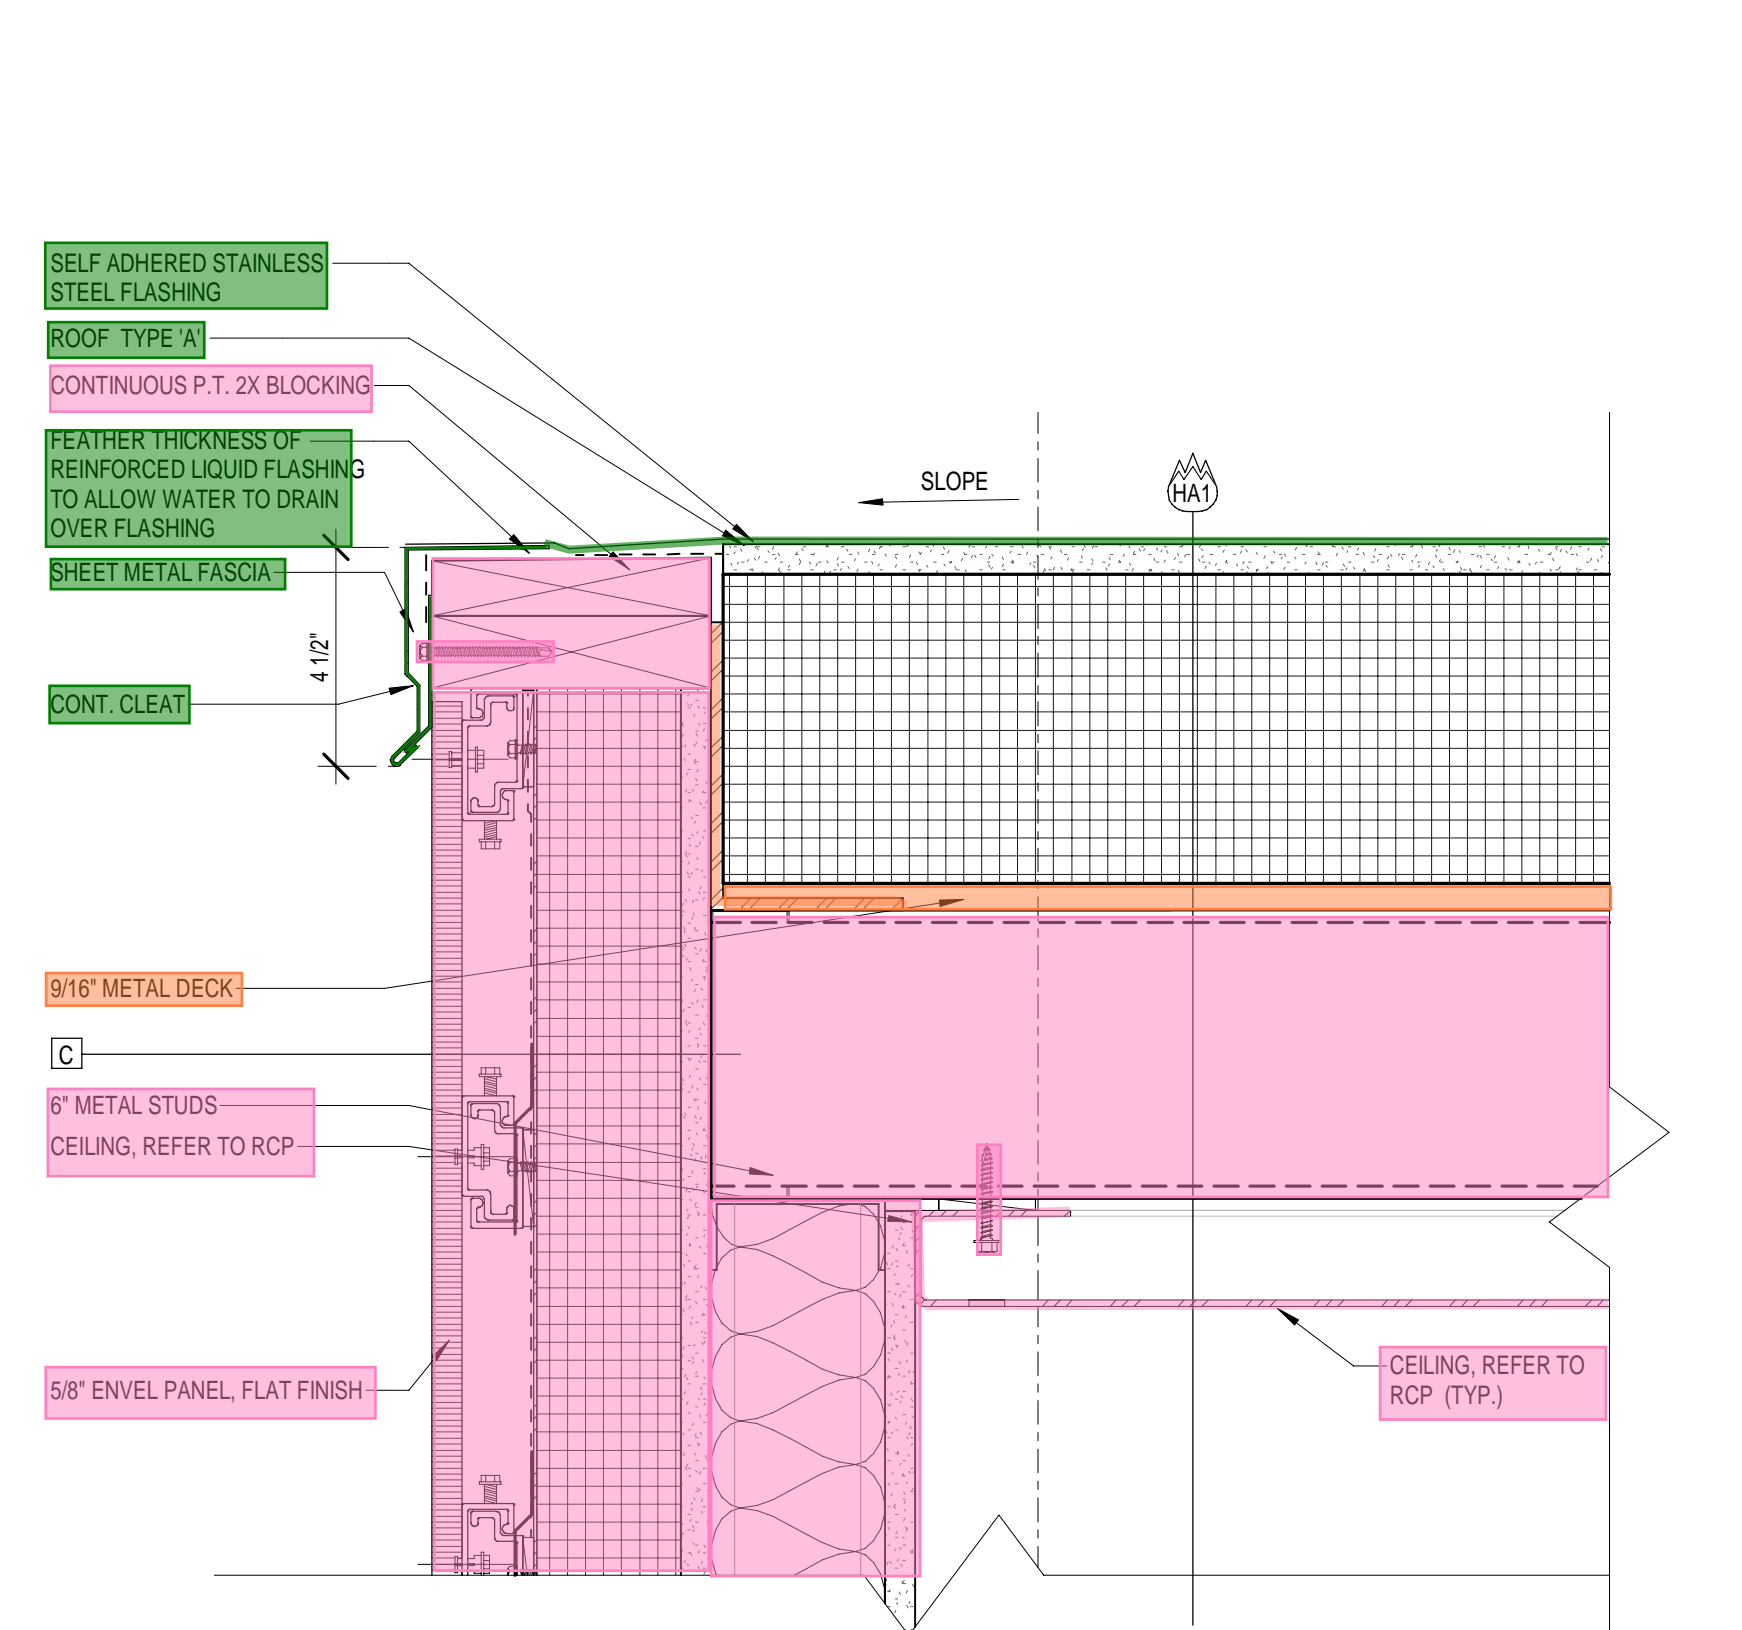 SELF ADHERED STAINLESS
STEEL FLASHING
ROOF TYPE 'A'
CONTINUOUS P.T. 2X BLOCKING
FEATHER THICKNESS OF
REINFORCED LIQUID FLASHING
TO ALLOW WATER TO DRAIN
OVER FLASHING
SHEET METAL FASCIA
4 1/2"
CONT. CLEAT
SLOPE
HA1
9/16" METAL DECK
C
6" METAL STUDS
CEILING, REFER TO RCP
5/8" ENVEL PANEL, FLAT FINISH
CEILING, REFER TO
RCP (TYP.)